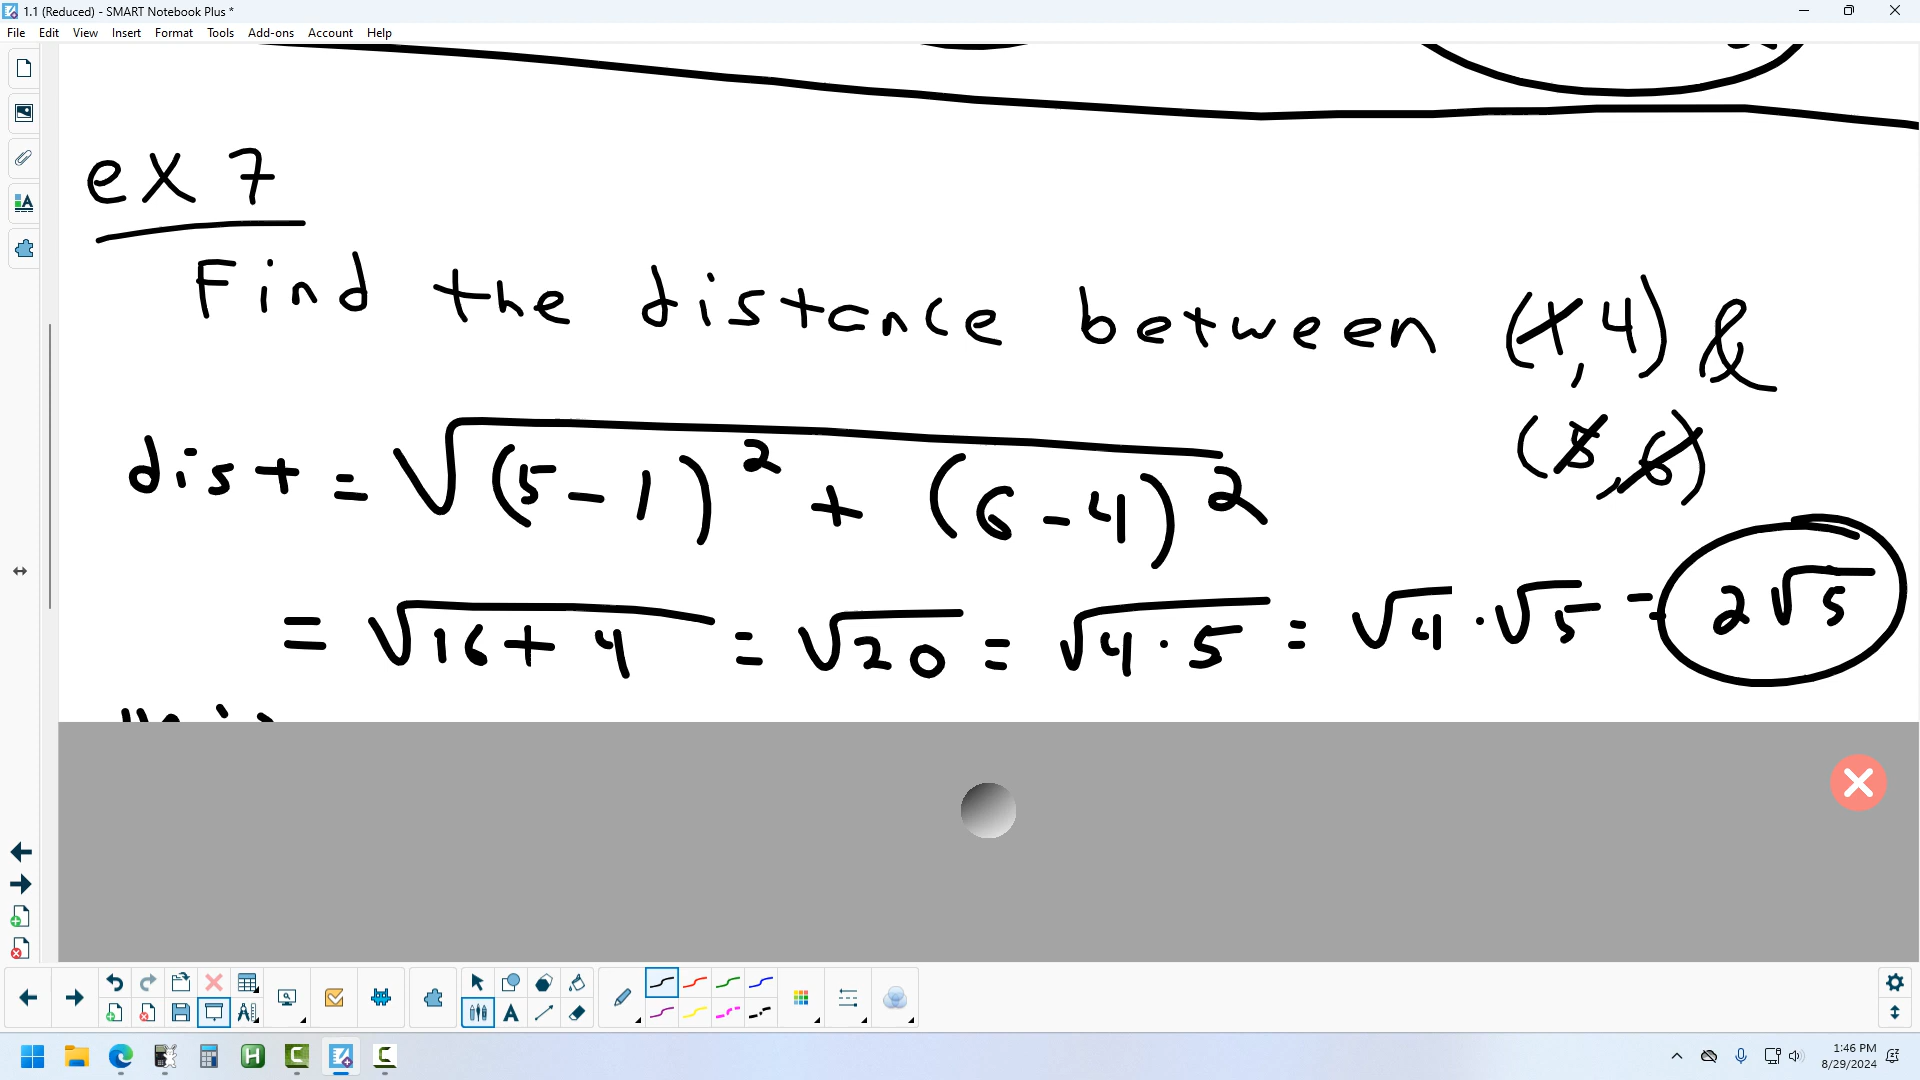 1.1 (Reduced) - SMART Notebook Plus *
File Edit View Insert Format Tools Add-ons Account Help
ex 7
Find the distance between (1, 4) &
(5, 6)
dist = √(5 - 1)² + (6 - 4)²
= √16 + 4 = √20 = √4 · 5 = √4 · √5 = 2√5
1:46 PM
8/29/2024